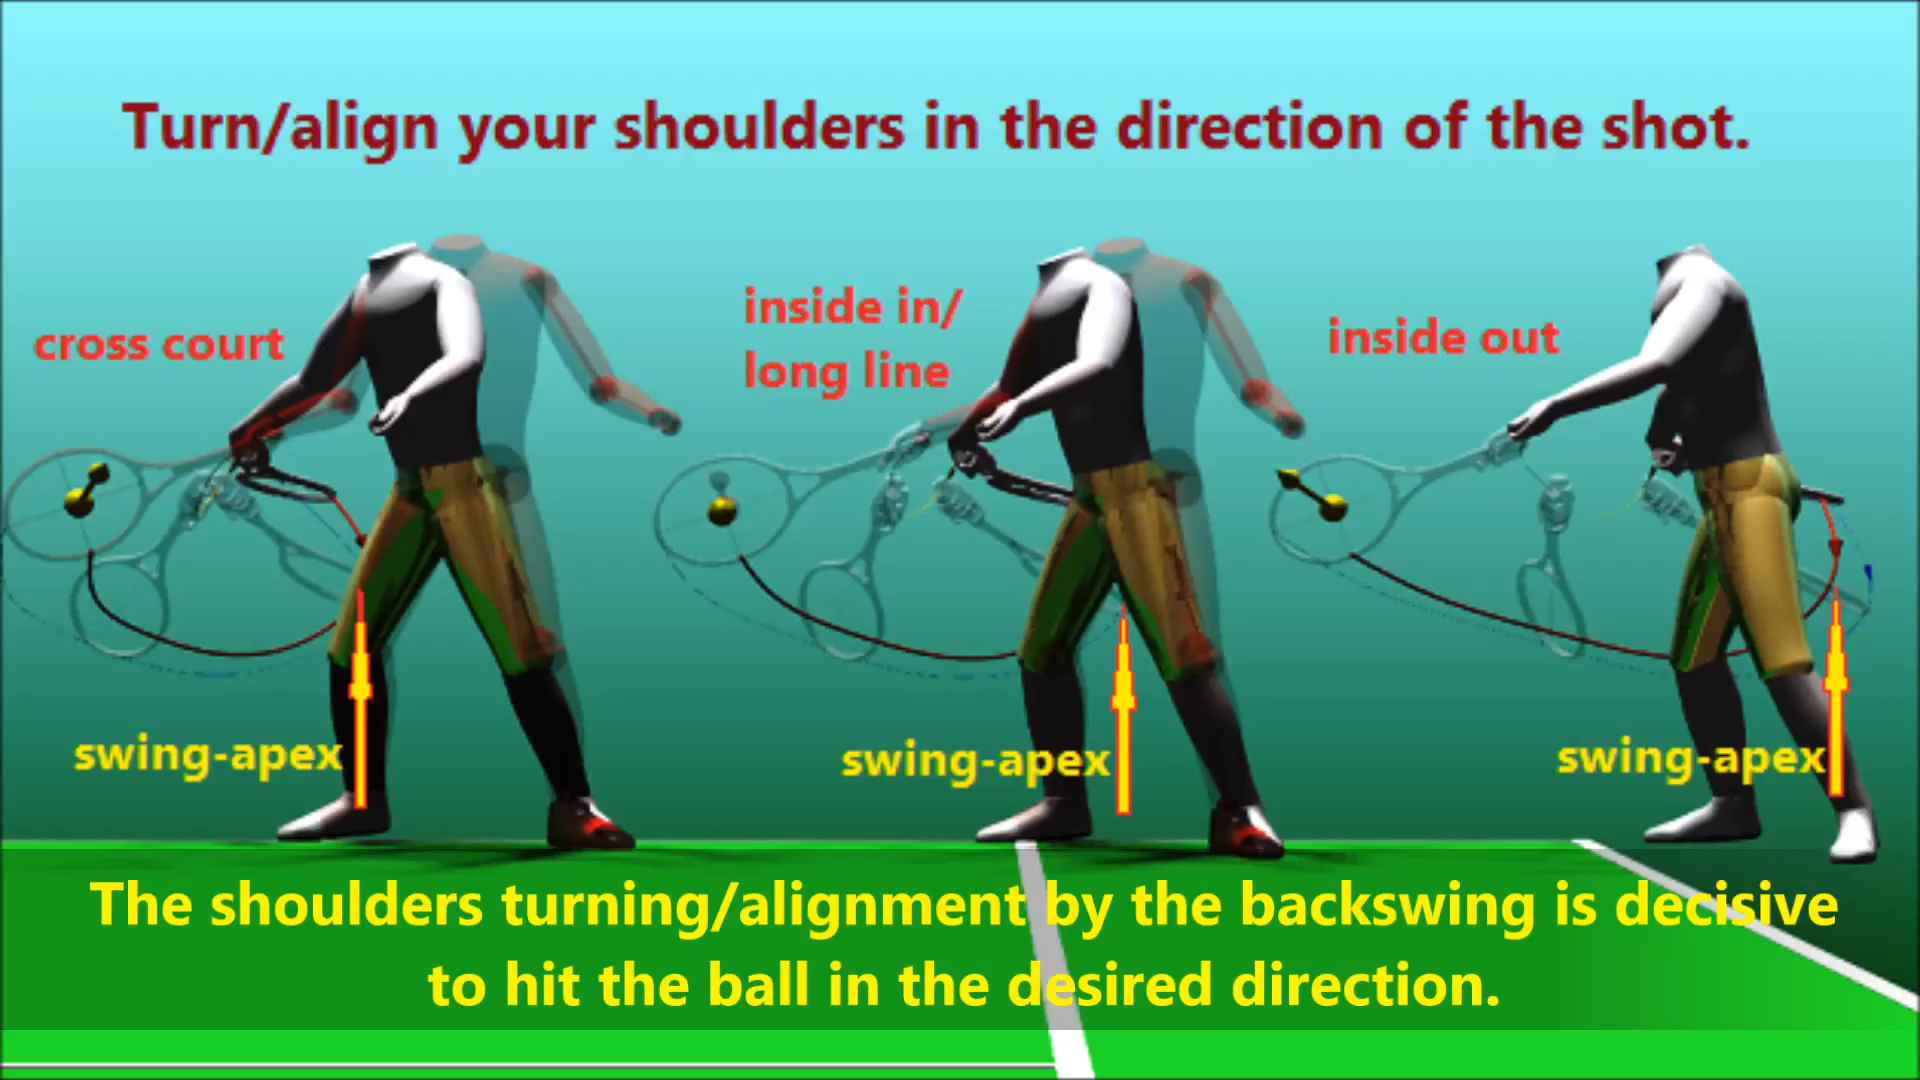 Turn/align your shoulders in the direction of the shot.
cross court
inside in/
long line
inside out
swing-apex
swing-apex
swing-apex
The shoulders turning/alignment by the backswing is decisive
to hit the ball in the desired direction.